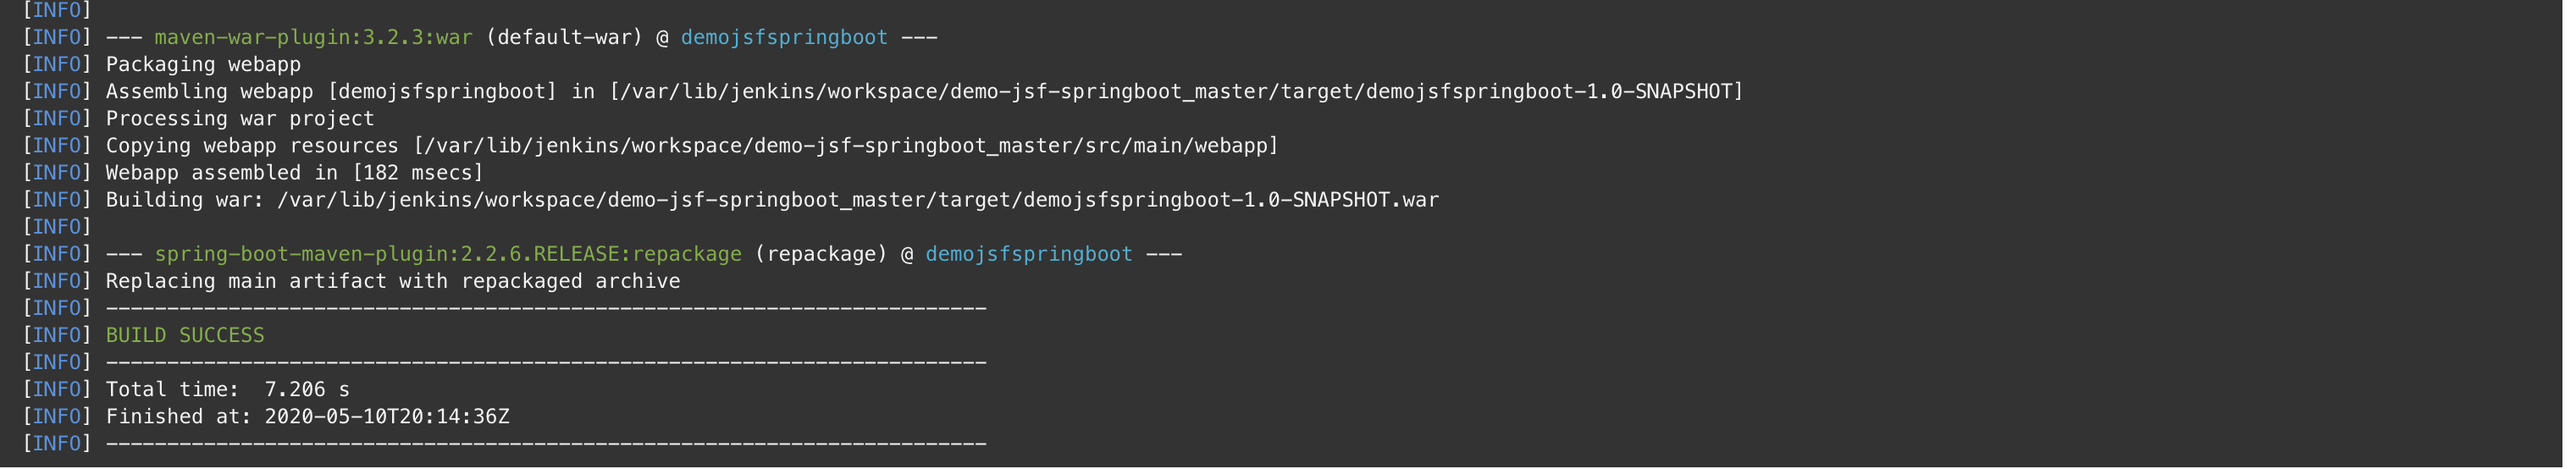 [INFO]
[INFO] --- maven-war-plugin:3.2.3:war (default-war) @ demojsfspringboot ---
[INFO] Packaging webapp
[INFO] Assembling webapp [demojsfspringboot] in [/var/lib/jenkins/workspace/demo-jsf-springboot_master/target/demojsfspringboot-1.0-SNAPSHOT]
[INFO] Processing war project
[INFO] Copying webapp resources [/var/lib/jenkins/workspace/demo-jsf-springboot_master/src/main/webapp]
[INFO] Webapp assembled in [182 msecs]
[INFO] Building war: /var/lib/jenkins/workspace/demo-jsf-springboot_master/target/demojsfspringboot-1.0-SNAPSHOT.war
[INFO]
[INFO] --- spring-boot-maven-plugin:2.2.6.RELEASE:repackage (repackage) @ demojsfspringboot ---
[INFO] Replacing main artifact with repackaged archive
[INFO] ------------------------------------------------------------------------
[INFO] BUILD SUCCESS
[INFO] ------------------------------------------------------------------------
[INFO] Total time:  7.206 s
[INFO] Finished at: 2020-05-10T20:14:36Z
[INFO] ------------------------------------------------------------------------